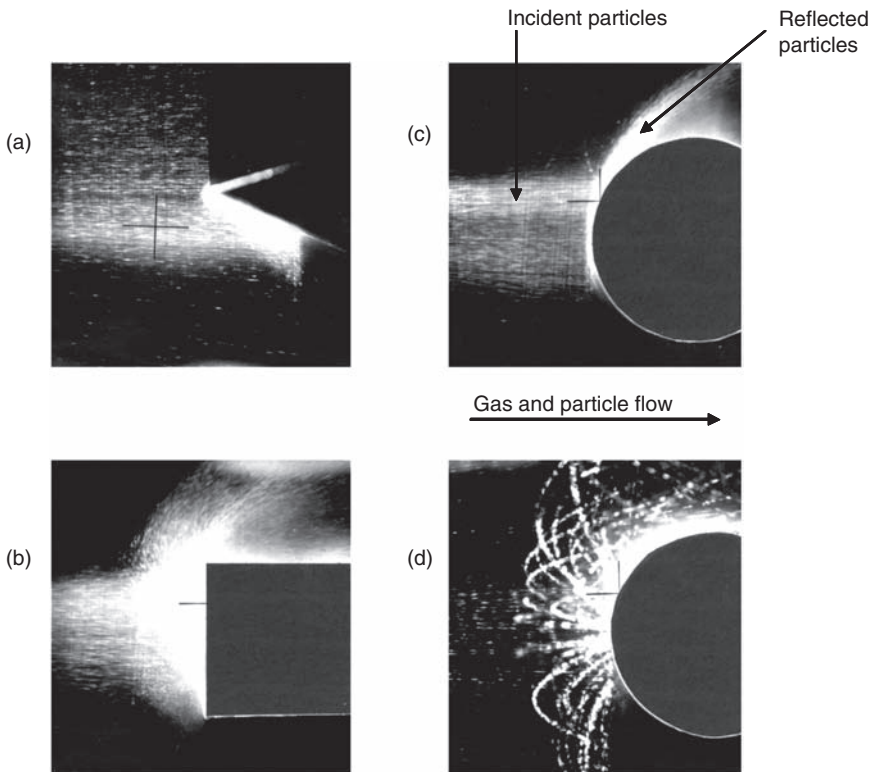 Incident particles
Reflected
particles
(a)
(c)
Gas and particle flow
(b)
(d)